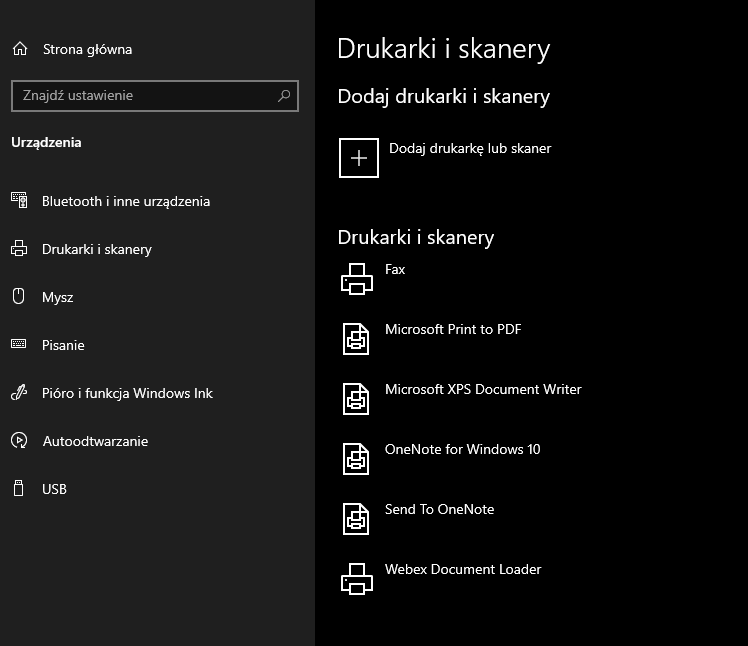 Strona główna
Znajdź ustawienie
Urządzenia
Bluetooth i inne urządzenia
Drukarki i skanery
Mysz
Pisanie
Pióro i funkcja Windows Ink
Autoodtwarzanie
USB
Drukarki i skanery
Dodaj drukarki i skanery
Dodaj drukarkę lub skaner
Drukarki i skanery
Fax
Microsoft Print to PDF
Microsoft XPS Document Writer
OneNote for Windows 10
Send To OneNote
Webex Document Loader